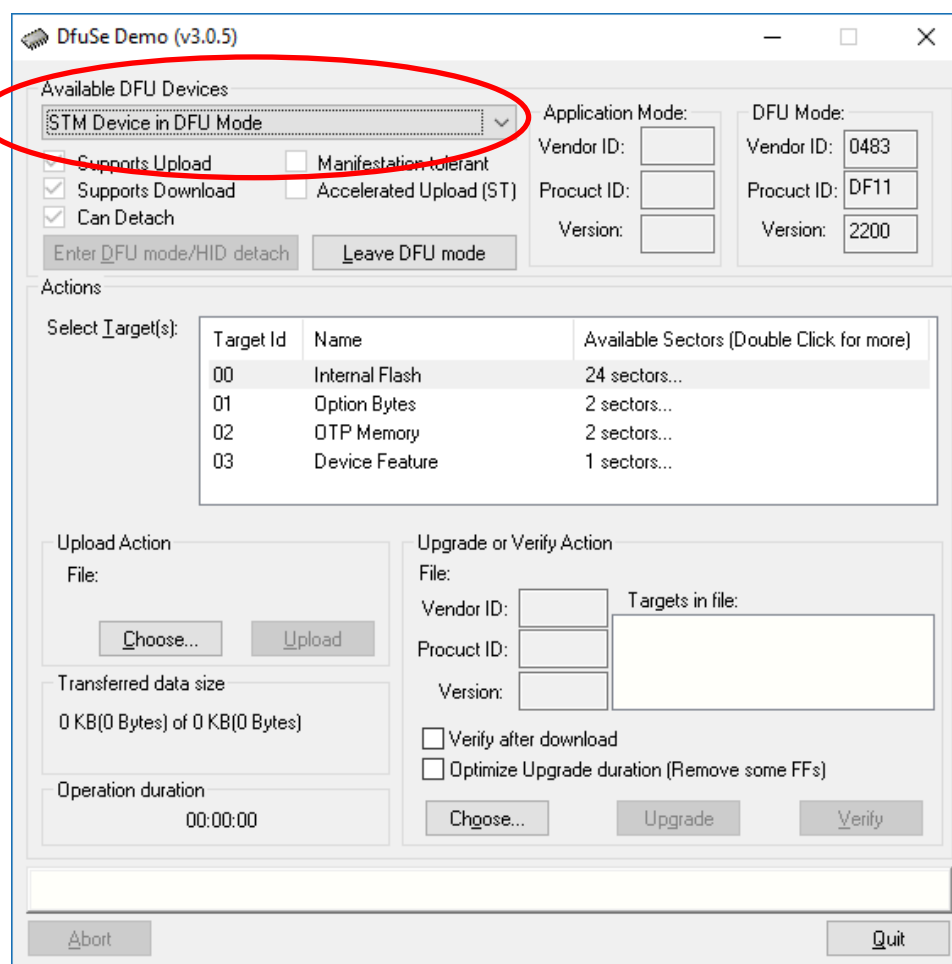 DfuSe Demo (v3.0.5)
Available DFU Devices
STM Device in DFU Mode
Supports Upload
Manifestation tolerant
Supports Download
Accelerated Upload (ST)
Can Detach
Enter DFU mode/HID detach
Leave DFU mode
Application Mode:
Vendor ID:
Procuct ID:
Version:
DFU Mode:
Vendor ID: 0483
Procuct ID: DF11
Version: 2200
Actions
Select Target(s):
Target Id Name Available Sectors (Double Click for more)
00 Internal Flash 24 sectors...
01 Option Bytes 2 sectors...
02 OTP Memory 2 sectors...
03 Device Feature 1 sectors...
Upload Action
File:
Choose...
Upload
Transferred data size
0 KB(0 Bytes) of 0 KB(0 Bytes)
Operation duration
00:00:00
Upgrade or Verify Action
File:
Vendor ID:
Procuct ID:
Version:
Targets in file:
Verify after download
Optimize Upgrade duration (Remove some FFs)
Choose...
Upgrade
Verify
Abort
Quit